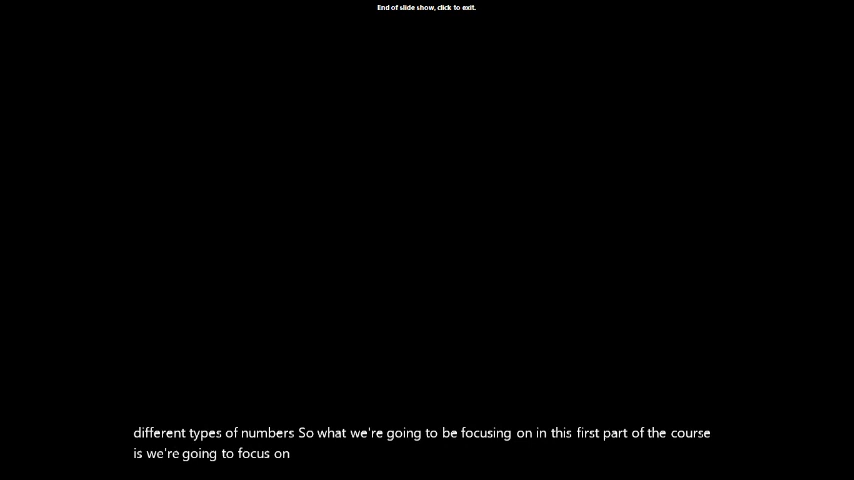 End of slide show, click to exit.
different types of numbers So what we're going to be focusing on in this first part of the course
is we're going to focus on